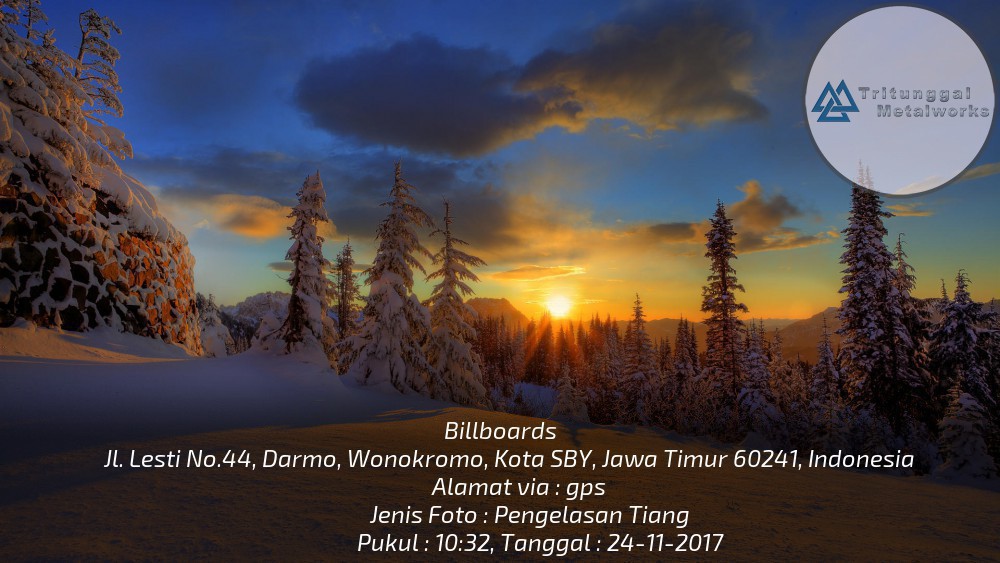 Tritunggal
Metalworks
Billboards
Jl. Lesti No.44, Darmo, Wonokromo, Kota SBY, Jawa Timur 60241, Indonesia
Alamat via : gps
Jenis Foto : Pengelasan Tiang
Pukul : 10:32, Tanggal : 24-11-2017